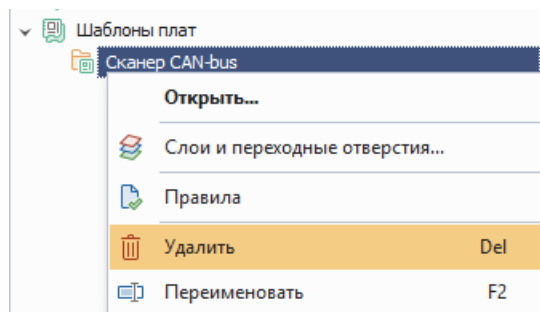 Шаблоны плат
Сканер CAN-bus
Открыть...
Слои и переходные отверстия...
Правила
Удалить Del
Переименовать F2